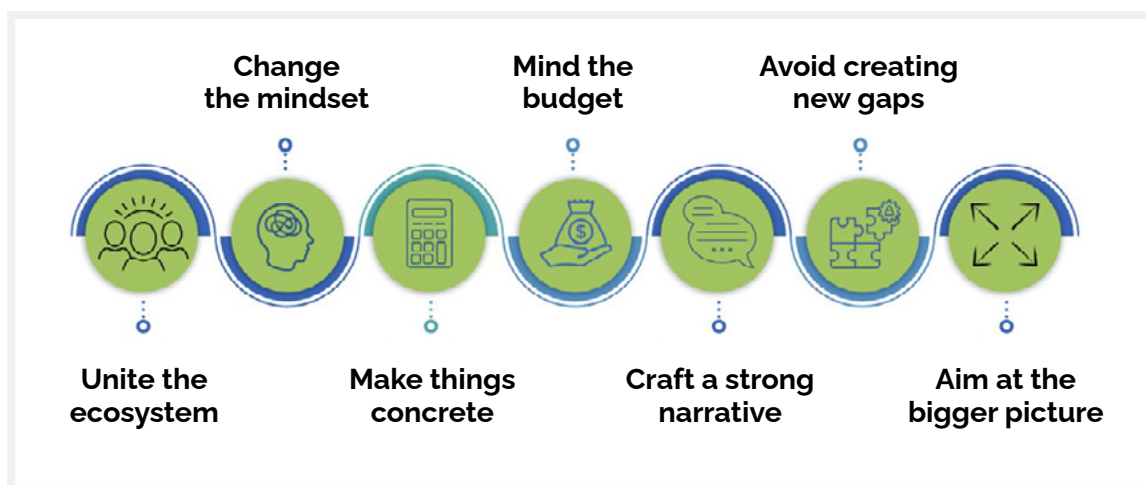 Change
the mindset
Mind the
budget
Avoid creating
new gaps
$
Unite the
ecosystem
Make things
concrete
Craft a strong
narrative
Aim at the
bigger picture